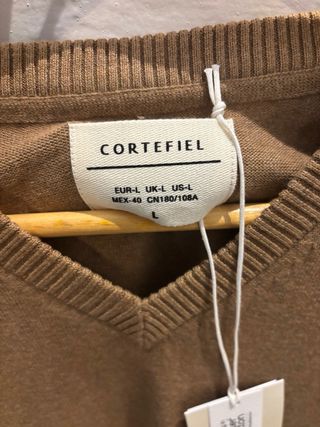 CORTEFIEL
EUR-L UK-L US-L
MEX-40 CN180/108A
L